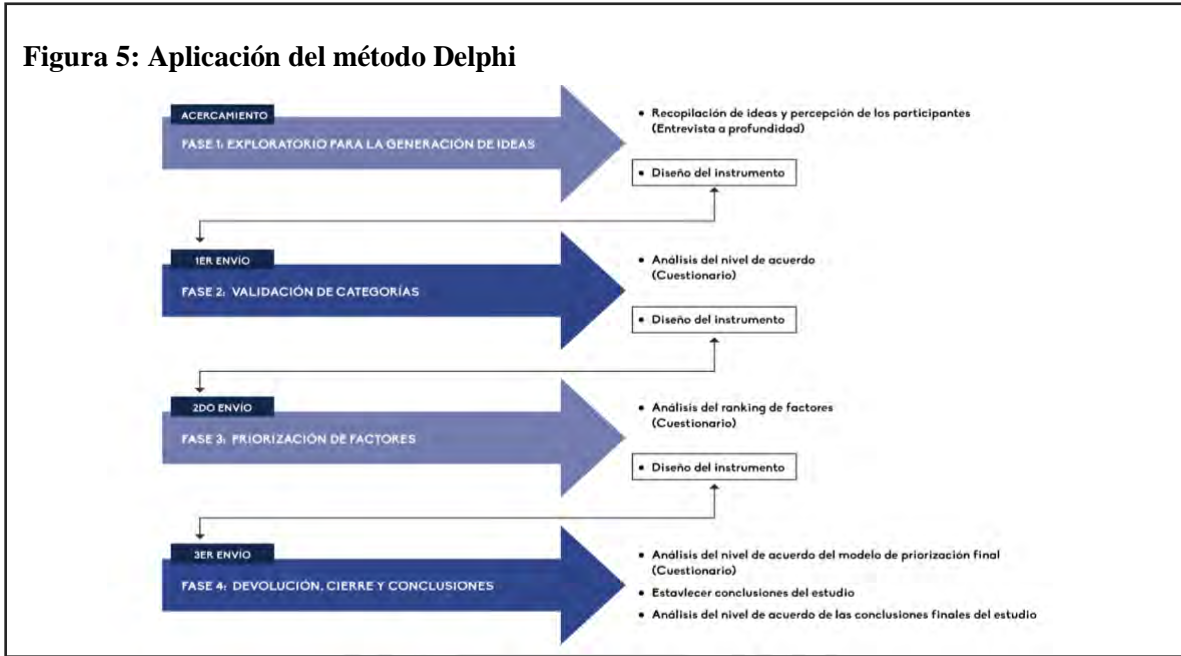 Figura 5: Aplicación del método Delphi
ACERCAMIENTO
FASE 1: EXPLORATORIO PARA LA GENERACIÓN DE IDEAS
• Recopilación de ideas y percepción de los participantes
(Entrevista a profundidad)
• Diseño del instrumento
1ER ENVÍO
FASE 2: VALIDACIÓN DE CATEGORÍAS
• Análisis del nivel de acuerdo
(Cuestionario)
• Diseño del instrumento
2DO ENVÍO
FASE 3: PRIORIZACIÓN DE FACTORES
• Análisis del ranking de factores
(Cuestionario)
• Diseño del instrumento
3ER ENVÍO
FASE 4: DEVOLUCIÓN, CIERRE Y CONCLUSIONES
• Análisis del nivel de acuerdo del modelo de priorización final
(Cuestionario)
• Estavlecer conclusiones del estudio
• Análisis del nivel de acuerdo de las conclusiones finales del estudio